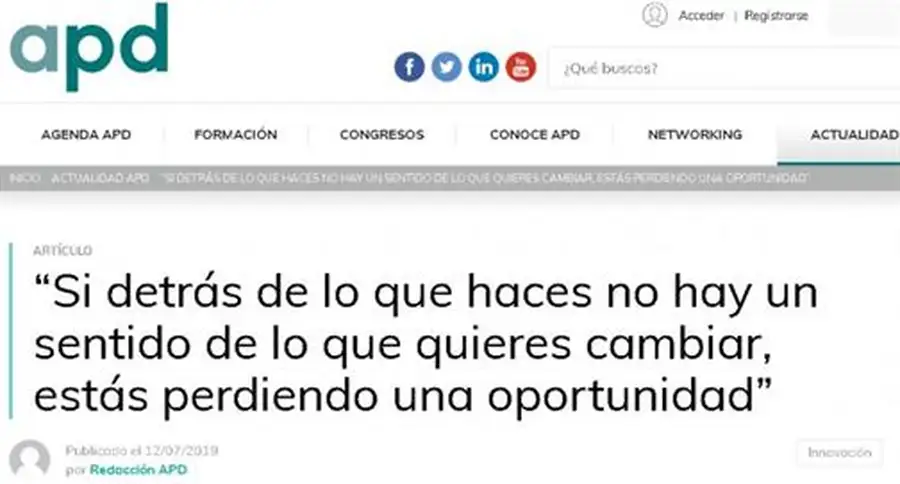 apd
Acceder | Registrarse
¿Qué buscas?
AGENDA APD
FORMACIÓN
CONGRESOS
CONOCE APD
NETWORKING
ACTUALIDAD
INICIO ACTUALIDAD APD "SI DETRÁS DE LO QUE HACES NO HAY UN SENTIDO DE LO QUE QUIERES CAMBIAR, ESTÁS PERDIENDO UNA OPORTUNIDAD"
ARTÍCULO
“Si detrás de lo que haces no hay un
sentido de lo que quieres cambiar,
estás perdiendo una oportunidad”
Publicado el 12/07/2019
por Redacción APD
Innovación